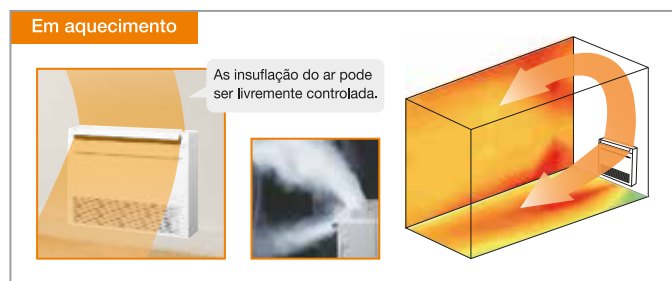 Em aquecimento
As insuflação do ar pode
ser livremente controlada.